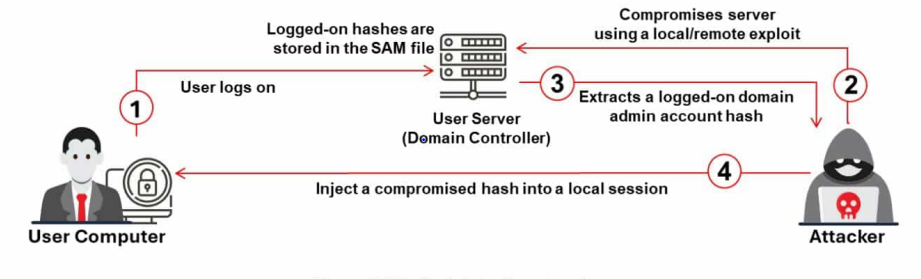 Logged-on hashes are
stored in the SAM file
Compromises server
using a local/remote exploit
User logs on
1
3
2
Extracts a logged-on domain
admin account hash
User Server
(Domain Controller)
4
Inject a compromised hash into a local session
User Computer
Attacker